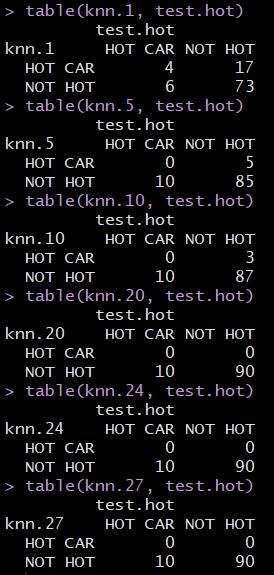 > table(knn.1, test.hot)
         test.hot
knn.1     HOT CAR NOT HOT
  HOT CAR       4      17
  NOT HOT       6      73
> table(knn.5, test.hot)
         test.hot
knn.5     HOT CAR NOT HOT
  HOT CAR       0       5
  NOT HOT      10      85
> table(knn.10, test.hot)
         test.hot
knn.10    HOT CAR NOT HOT
  HOT CAR       0       3
  NOT HOT      10      87
> table(knn.20, test.hot)
         test.hot
knn.20    HOT CAR NOT HOT
  HOT CAR       0       0
  NOT HOT      10      90
> table(knn.24, test.hot)
         test.hot
knn.24    HOT CAR NOT HOT
  HOT CAR       0       0
  NOT HOT      10      90
> table(knn.27, test.hot)
         test.hot
knn.27    HOT CAR NOT HOT
  HOT CAR       0       0
  NOT HOT      10      90